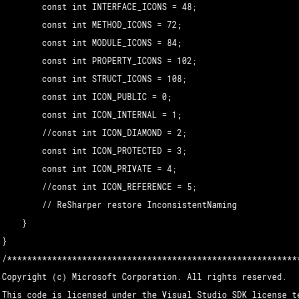 const int INTERFACE_ICONS = 48;
const int METHOD_ICONS = 72;
const int MODULE_ICONS = 84;
const int PROPERTY_ICONS = 102;
const int STRUCT_ICONS = 108;
const int ICON_PUBLIC = 0;
const int ICON_INTERNAL = 1;
//const int ICON_DIAMOND = 2;
const int ICON_PROTECTED = 3;
const int ICON_PRIVATE = 4;
//const int ICON_REFERENCE = 5;
// ReSharper restore InconsistentNaming
}
}
/***********************************************************
Copyright (c) Microsoft Corporation. All rights reserved.
This code is licensed under the Visual Studio SDK license te